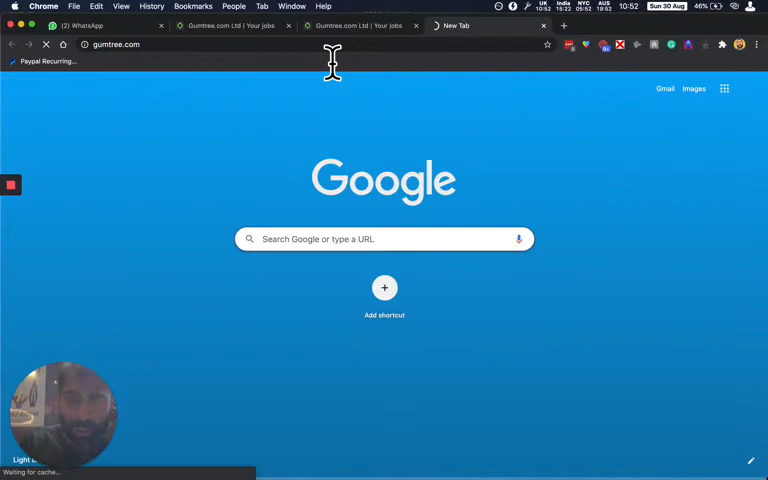 Chrome File Edit View History Bookmarks People Tab Window Help UK 10:52 India 15:22 NYC 05:52 AUS 19:52 10:52 Sun 30 Aug 46%
(2) WhatsApp Gumtree.com Ltd | Your jobs Gumtree.com Ltd | Your jobs New Tab
gumtree.com
Paypal Recurring...
Gmail Images
Google
Search Google or type a URL
Add shortcut
Waiting for cache...